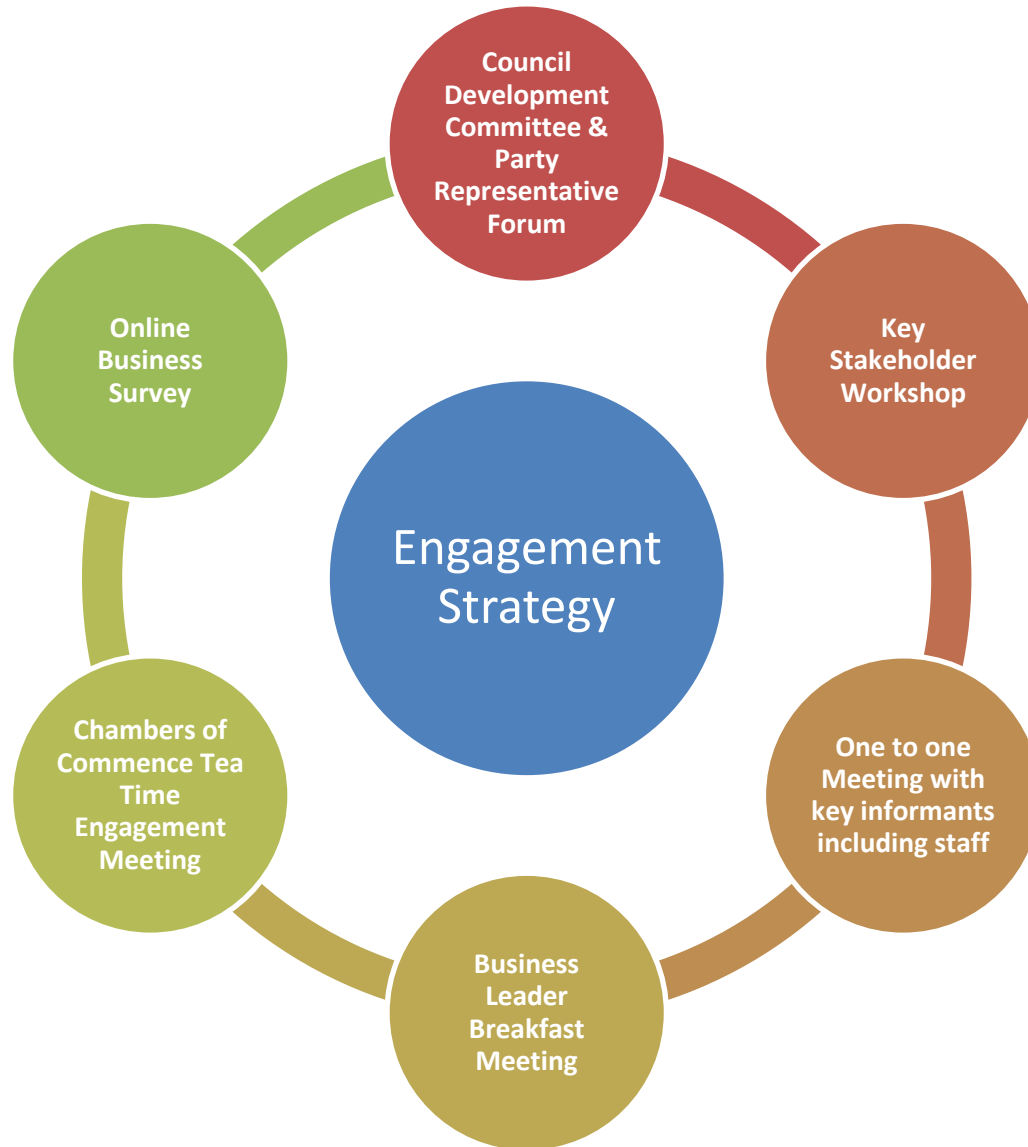 Council
Development
Committee &
Party
Representative
Forum
Key
Stakeholder
Workshop
One to one
Meeting with
key informants
including staff
Business
Leader
Breakfast
Meeting
Chambers of
Commence Tea
Time
Engagement
Meeting
Online
Business
Survey
Engagement
Strategy